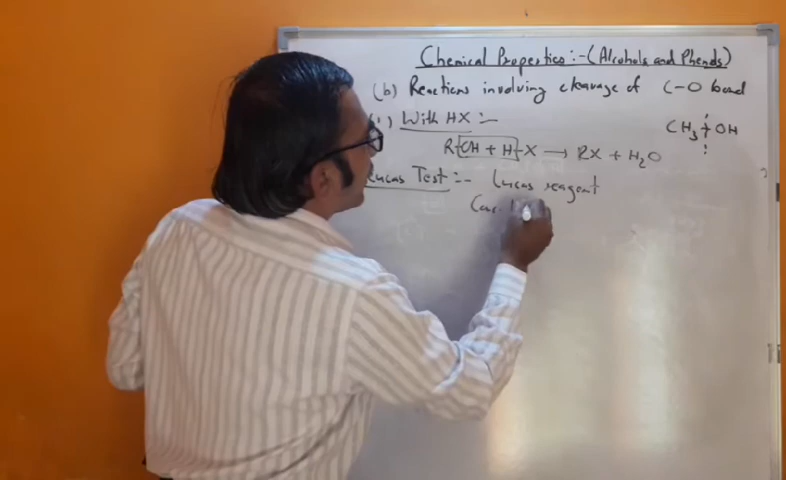 Chemical Properties :- (Alcohols and Phenols)
(b) Reactions involving cleavage of C-O bond
(i) With HX :-
CH3 + OH
R-OH + H-X → RX + H2O
Lucas Test :- Lucas reagent
(Conc.